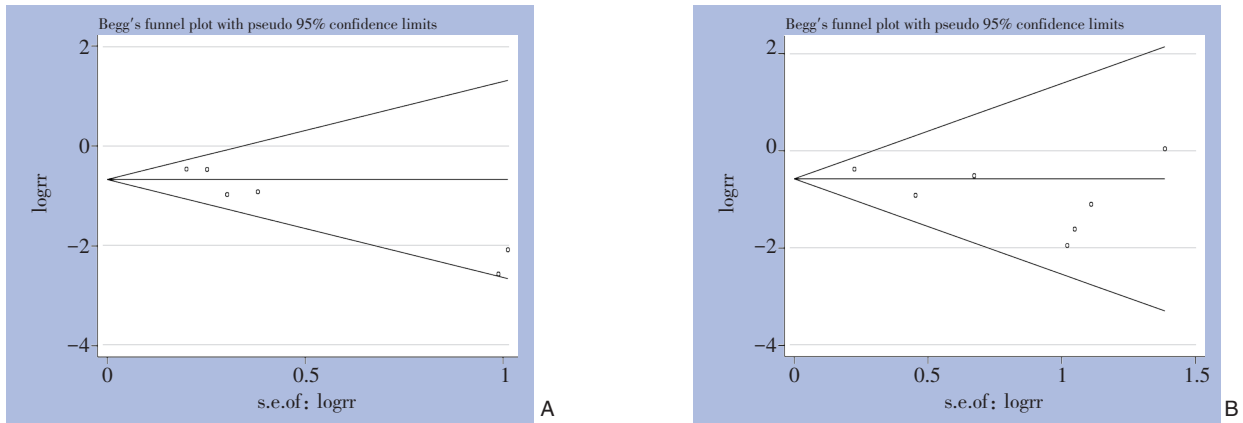 Begg's funnel plot with pseudo 95% confidence limits
2
0
−2
−4
logrr
0
0.5
1
s.e.of: logrr
A
Begg's funnel plot with pseudo 95% confidence limits
2
0
−2
−4
logrr
0
0.5
1
1.5
s.e.of: logrr
B